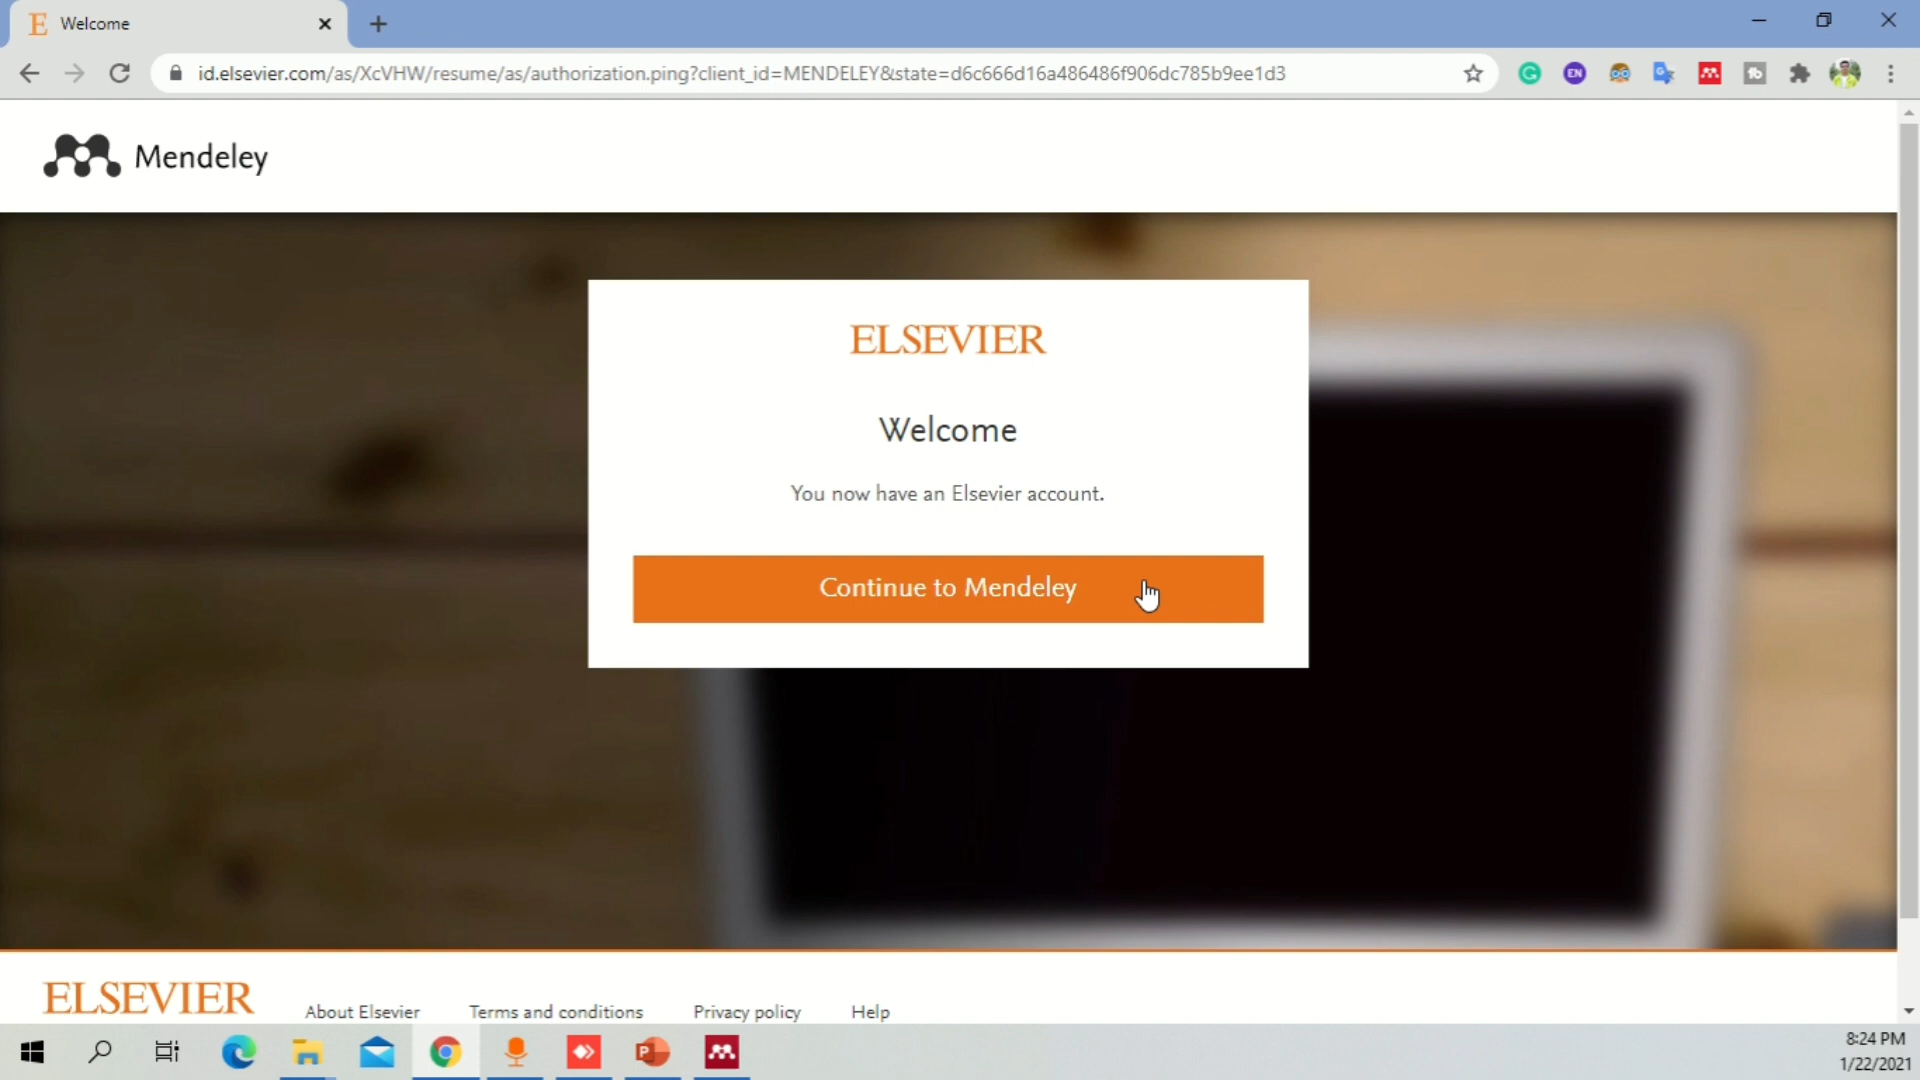 Welcome
id.elsevier.com/as/XcVHW/resume/as/authorization.ping?client_id=MENDELEY&state=d6c666d16a486486f906dc785b9ee1d3
EN
Mendeley
ELSEVIER
Welcome
You now have an Elsevier account.
Continue to Mendeley
ELSEVIER
About Elsevier
Terms and conditions
Privacy policy
Help
8:24 PM
1/22/2021